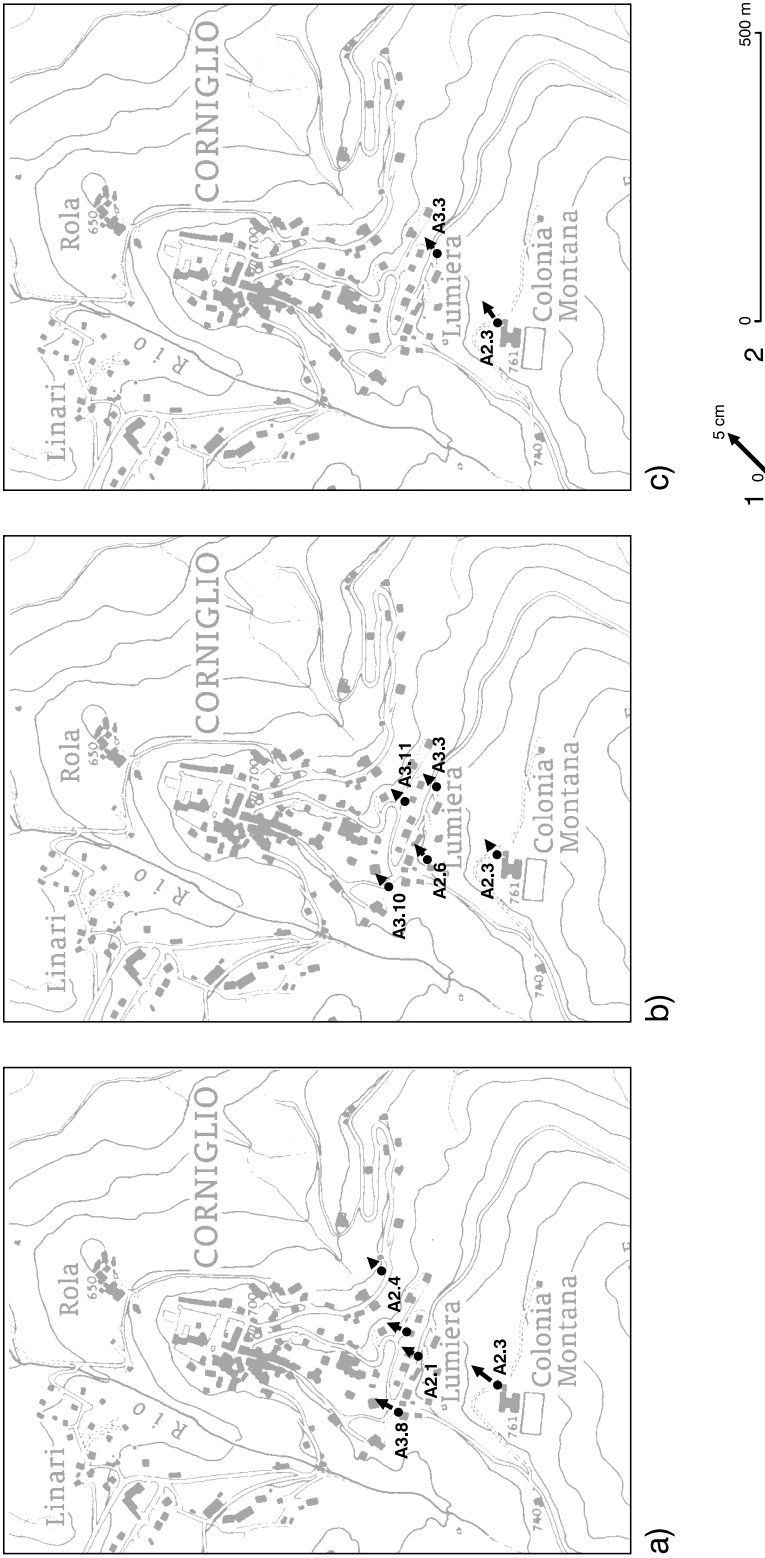 Linari
Rola
650
Rio
CORNIGLIO
700
A2.4
A3.8
A2.1
Lumiera
A2.3
761
Colonia
Montana
740
a)
Linari
Rola
650
Rio
CORNIGLIO
700
A3.10
A3.11
A2.6
A3.3
Lumiera
A2.3
761
Colonia
Montana
740
b)
Linari
Rola
650
Rio
CORNIGLIO
700
A3.3
Lumiera
A2.3
761
Colonia
Montana
740
c)
1 0 5 cm
2 0 500 m